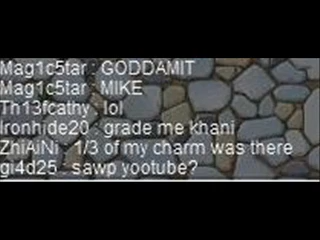 Mag1c5tar : GODDAMIT
Mag1c5tar : MIKE
Th13fcathy : lol
Ironhide20 : grade me khani
ZhiAiNi : 1/3 of my charm was there
gi4d25 : sawp yootube?